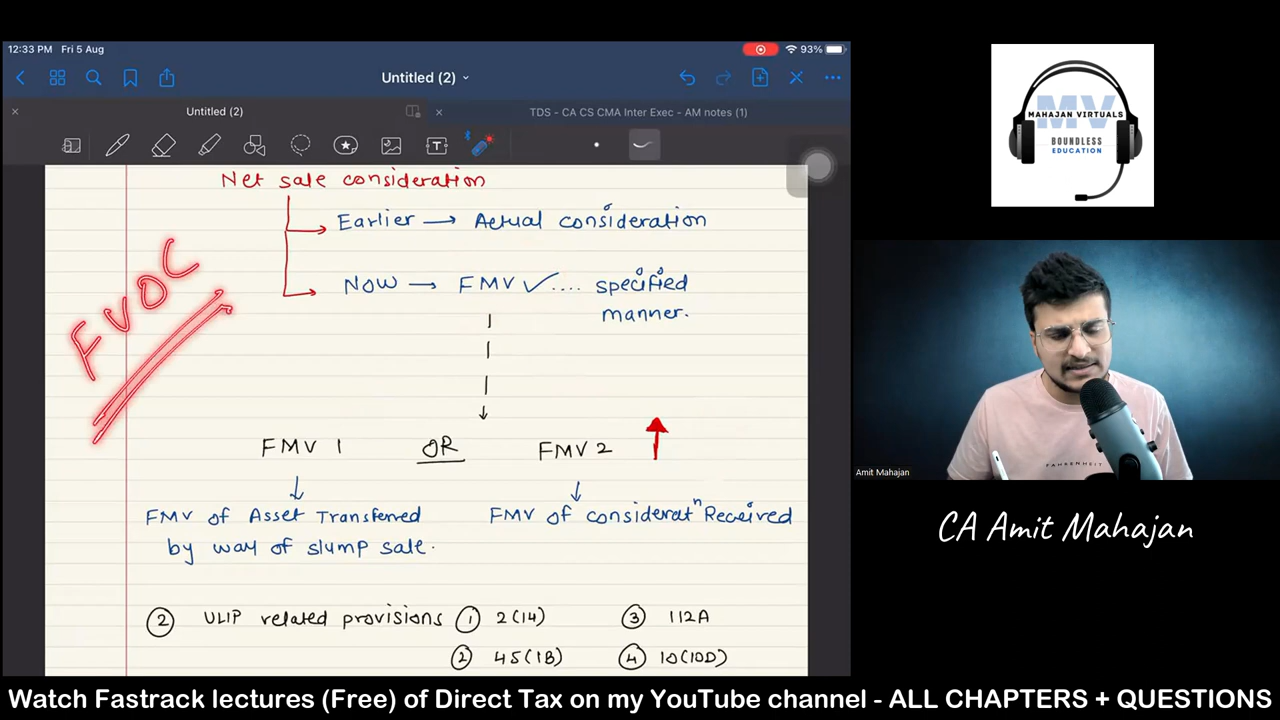 12:33 PM Fri 5 Aug
93%
Untitled (2)
Untitled (2)
TDS - CA CS CMA Inter Exec - AM notes (1)
Net sale consideration
Earlier → Actual consideration
Now → FMV ✓.... specified
manner.
FVOC
FMV 1 OR FMV 2
FMV of Asset Transferred
by way of slump sale.
FMV of consideratⁿ Received
② ULIP related provisions ① 2(14) ③ 112A
② 45(1B) ④ 10(10D)
MV
MAHAJAN VIRTUALS
BOUNDLESS
EDUCATION
FAHRENHEIT
Amit Mahajan
CA Amit Mahajan
Watch Fastrack lectures (Free) of Direct Tax on my YouTube channel - ALL CHAPTERS + QUESTIONS